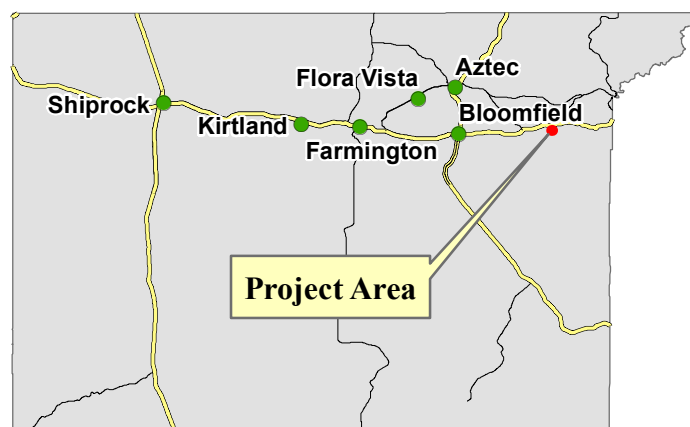 Aztec
Flora Vista
Shiprock
Bloomfield
Kirtland
Farmington
Project Area